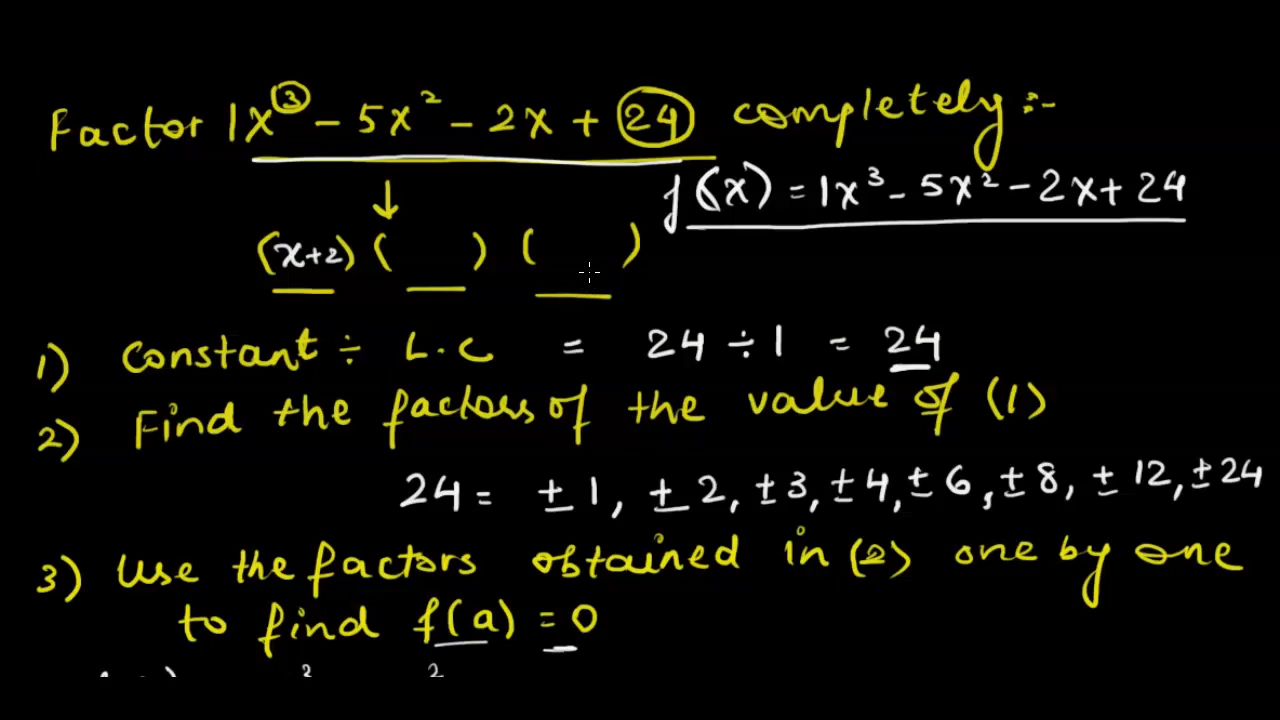 Factor 1x³ - 5x² - 2x + 24 completely :-
f(x) = 1x³ - 5x² - 2x + 24
(x+2) ( ) ( )
1) Constant ÷ L.C = 24 ÷ 1 = 24
2) Find the factors of the value of (1)
24 = ±1, ±2, ±3, ±4, ±6, ±8, ±12, ±24
3) Use the factors obtained in (2) one by one
to find f(a) = 0